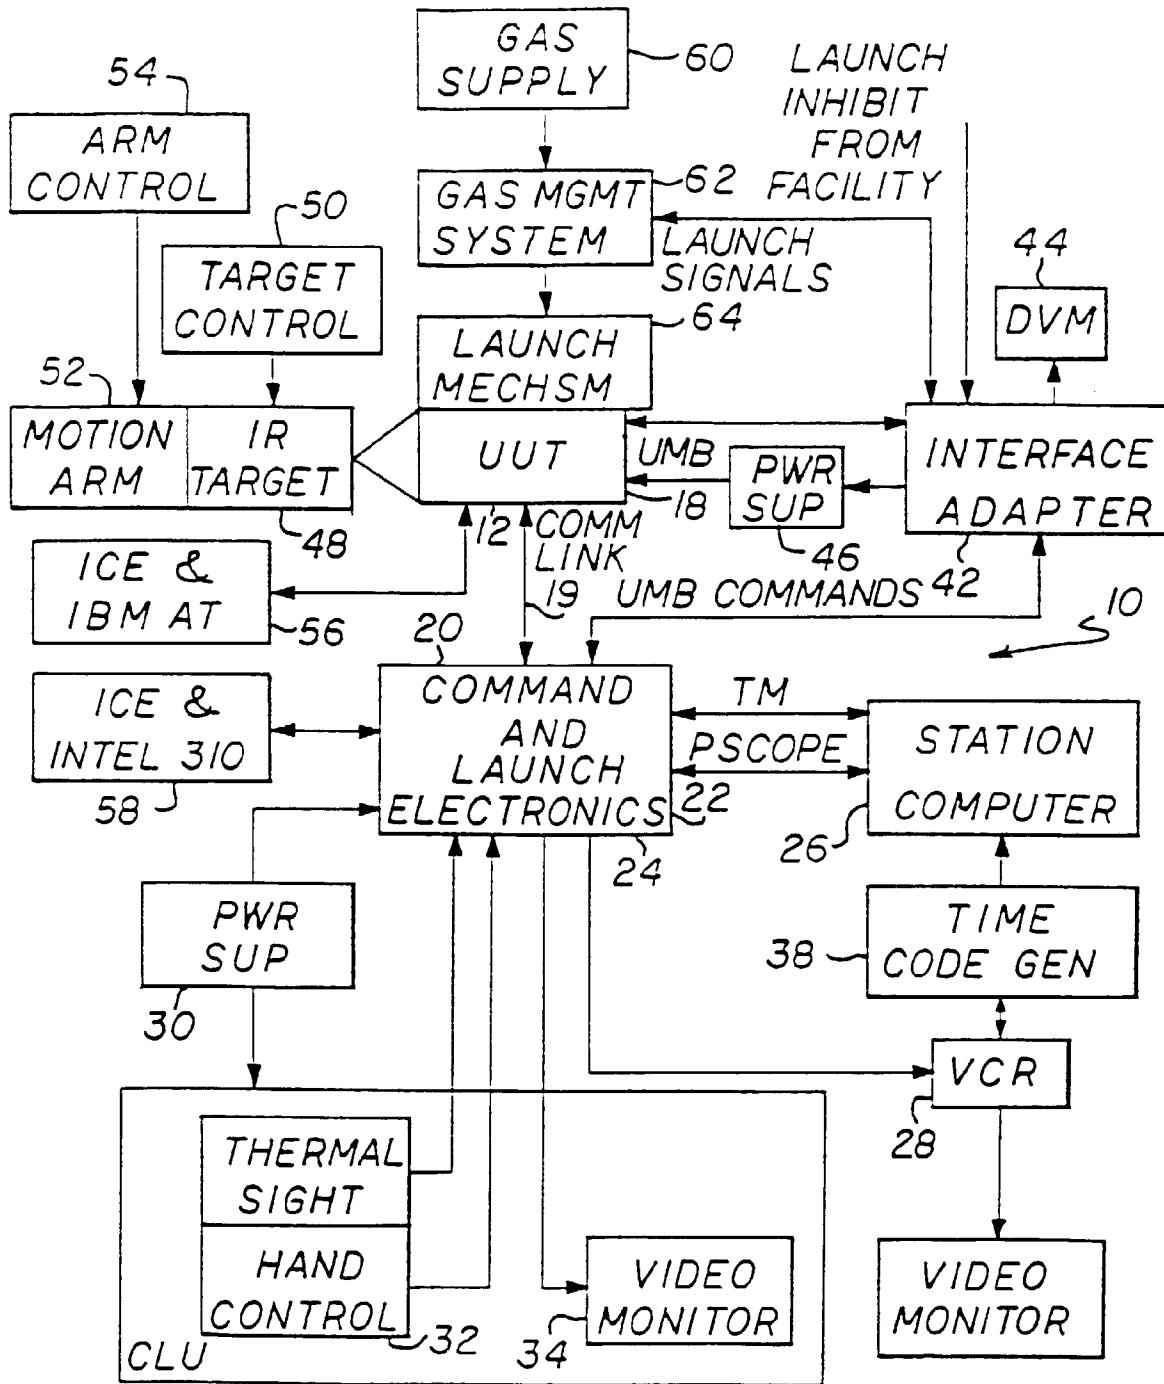 GAS
SUPPLY
60
LAUNCH
INHIBIT
FROM
FACILITY
54
ARM
CONTROL
62
GAS MGMT
SYSTEM
LAUNCH
SIGNALS
50
TARGET
CONTROL
44
DVM
64
LAUNCH
MECHSM
52
MOTION
ARM
IR
TARGET
48
UUT
12
UMB
18
PWR
SUP
46
INTERFACE
ADAPTER
42
COMM
LINK
19
UMB COMMANDS
10
ICE &
IBM AT
56
20
COMMAND
AND
LAUNCH
ELECTRONICS
22
24
TM
PSCOPE
STATION
COMPUTER
26
ICE &
INTEL 310
58
PWR
SUP
30
38
TIME
CODE GEN
VCR
28
THERMAL
SIGHT
HAND
CONTROL
32
CLU
VIDEO
MONITOR
34
VIDEO
MONITOR